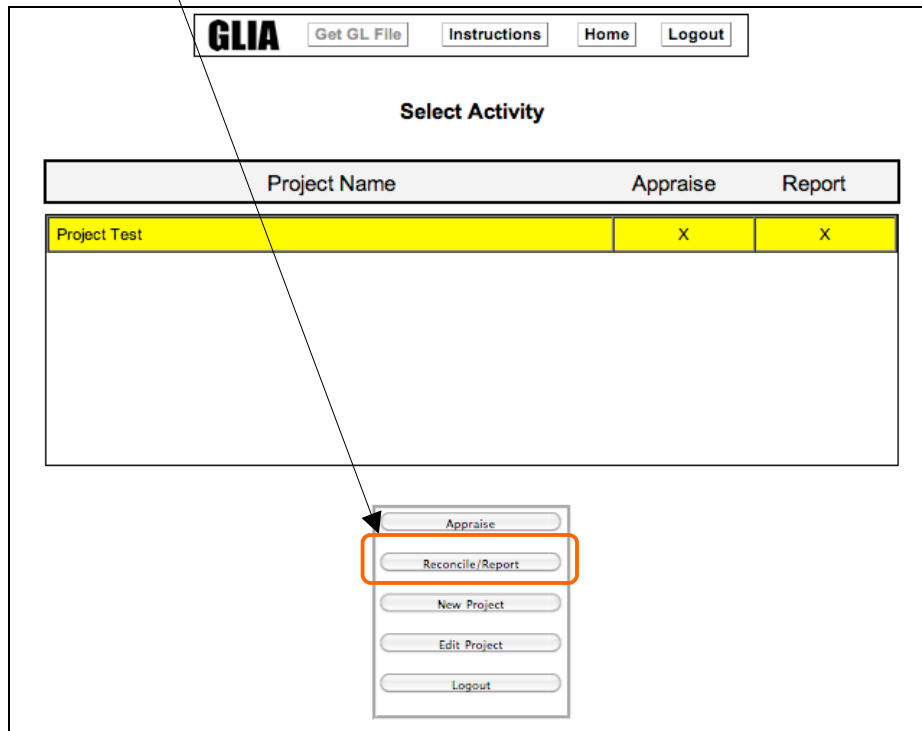 GLIA Get GL File Instructions Home Logout
Select Activity
Project Name Appraise Report
Project Test X X
Appraise
Reconcile/Report
New Project
Edit Project
Logout